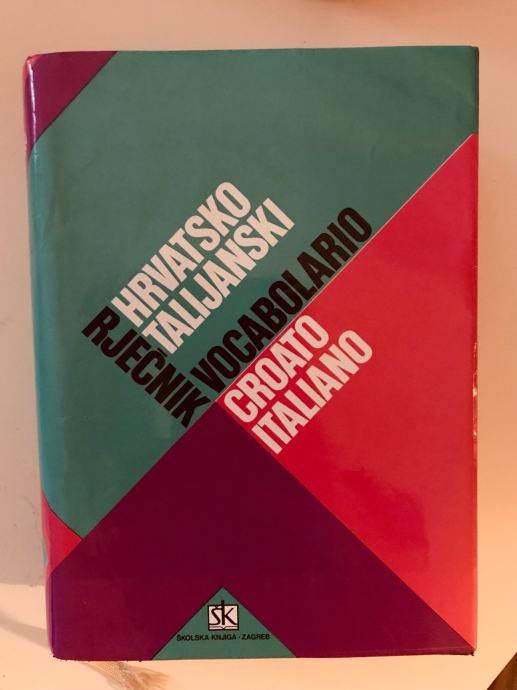 HRVATSKO
TALIJANSKI
RJEČNIK
VOCABOLARIO
CROATO
ITALIANO
ŠK
ŠKOLSKA KNJIGA · ZAGREB